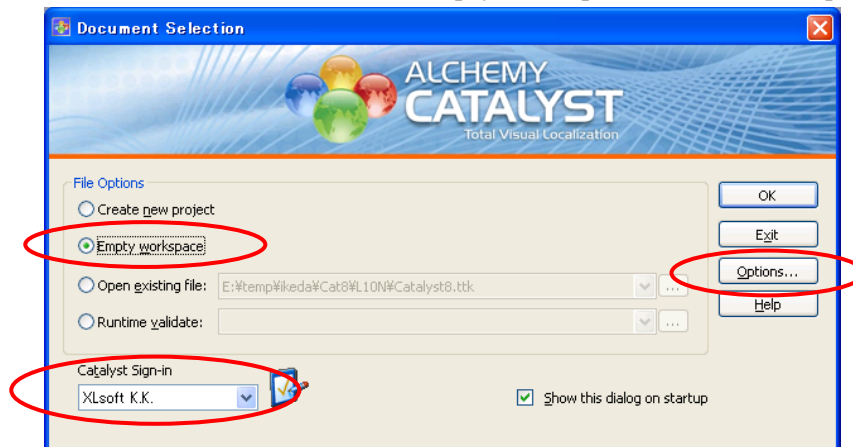 Document Selection
ALCHEMY
CATALYST
Total Visual Localization
File Options
Create new project
Empty workspace
Open existing file: E:¥temp¥ikeda¥Cat8¥L10N¥Catalyst8.ttk ...
Runtime validate: ...
OK
Exit
Options...
Help
Catalyst Sign-in
XLsoft K.K.
Show this dialog on startup